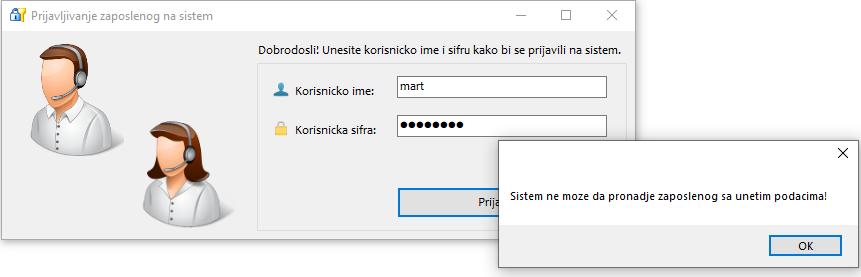 Prijavljivanje zaposlenog na sistem
Dobrodosli! Unesite korisnicko ime i sifru kako bi se prijavili na sistem.
Korisnicko ime: mart
Korisnicka sifra: ●●●●●●●●
Prija
Sistem ne moze da pronadje zaposlenog sa unetim podacima!
OK